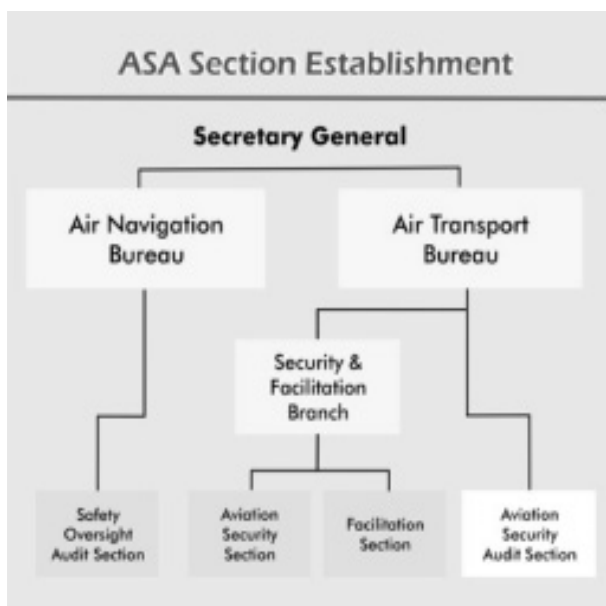 ASA Section Establishment
Secretary General
Air Navigation
Bureau
Air Transport
Bureau
Security &
Facilitation
Branch
Safety
Oversight
Audit Section
Aviation
Security
Section
Facilitation
Section
Aviation
Security
Audit Section